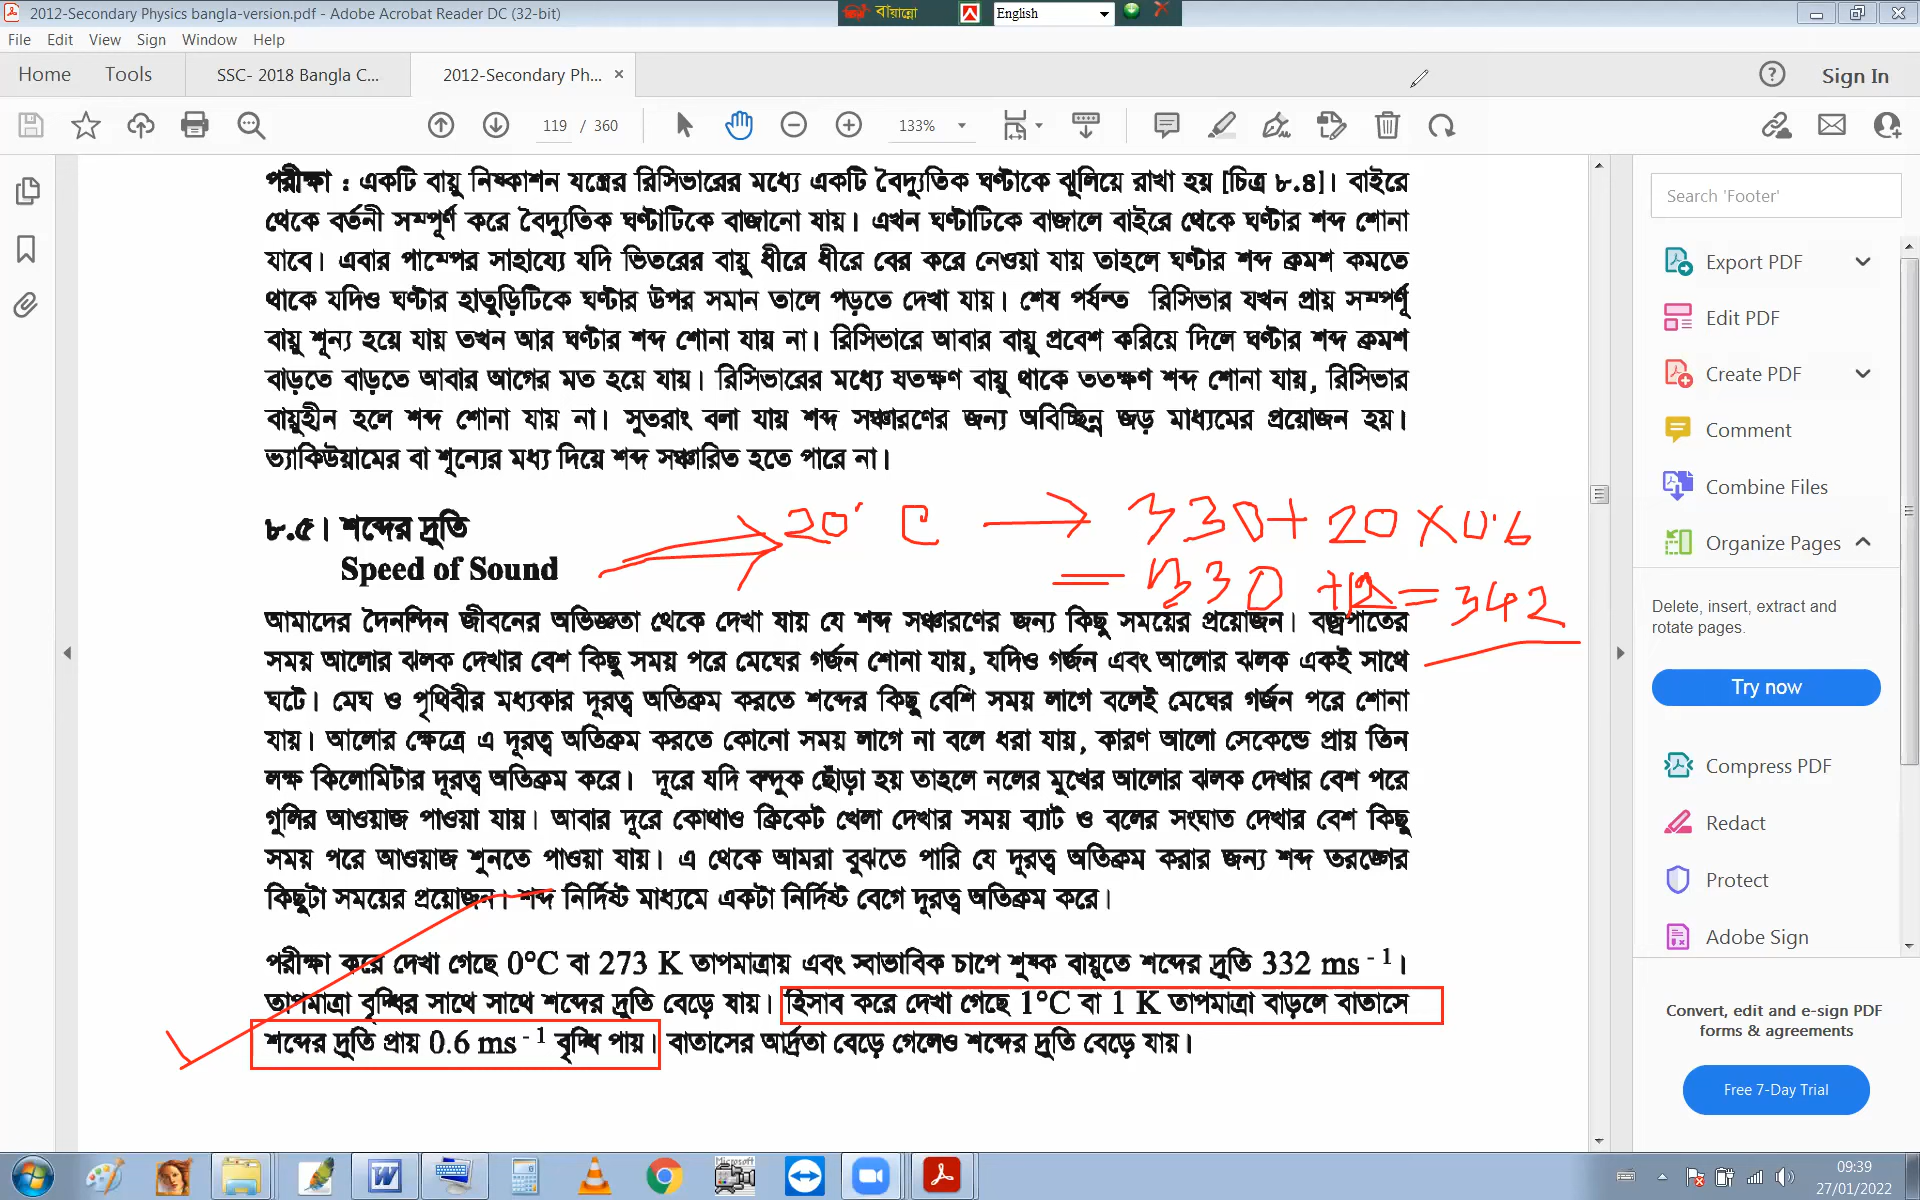 2012-Secondary Physics bangla-version.pdf - Adobe Acrobat Reader DC (32-bit)
বায়ান্নো
English
File Edit View Sign Window Help
Home Tools SSC- 2018 Bangla C... 2012-Secondary Ph... ×
Sign In
119 / 360
133%
পরীক্ষা : একটি বায়ু নিষ্কাশন যন্ত্রের রিসিভারের মধ্যে একটি বৈদ্যুতিক ঘণ্টাকে ঝুলিয়ে রাখা হয় [চিত্র ৮.৪]। বাইরে
থেকে বর্তনী সম্পূর্ণ করে বৈদ্যুতিক ঘণ্টাটিকে বাজানো যায়। এখন ঘণ্টাটিকে বাজালে বাইরে থেকে ঘণ্টার শব্দ শোনা
যাবে। এবার পাম্পের সাহায্যে যদি ভিতরের বায়ু ধীরে ধীরে বের করে নেওয়া যায় তাহলে ঘণ্টার শব্দ ক্রমশ কমতে
থাকে যদিও ঘণ্টার হাতুড়িটিকে ঘণ্টার উপর সমান তালে পড়তে দেখা যায়। শেষ পর্যন্ত রিসিভার যখন প্রায় সম্পূর্ণ
বায়ু শূন্য হয়ে যায় তখন আর ঘণ্টার শব্দ শোনা যায় না। রিসিভারে আবার বায়ু প্রবেশ করিয়ে দিলে ঘণ্টার শব্দ ক্রমশ
বাড়তে বাড়তে আবার আগের মত হয়ে যায়। রিসিভারের মধ্যে যতক্ষণ বায়ু থাকে ততক্ষণ শব্দ শোনা যায়, রিসিভার
বায়ুহীন হলে শব্দ শোনা যায় না। সুতরাং বলা যায় শব্দ সঞ্চারণের জন্য অবিচ্ছিন্ন জড় মাধ্যমের প্রয়োজন হয়।
ভ্যাকিউয়ামের বা শূন্যের মধ্য দিয়ে শব্দ সঞ্চারিত হতে পারে না।
20° C → 330 + 20 × 0.6
= 330 + 12 = 342
৮.৫। শব্দের দ্রুতি
Speed of Sound
আমাদের দৈনন্দিন জীবনের অভিজ্ঞতা থেকে দেখা যায় যে শব্দ সঞ্চারণের জন্য কিছু সময়ের প্রয়োজন। বজ্রপাতের
সময় আলোর ঝলক দেখার বেশ কিছু সময় পরে মেঘের গর্জন শোনা যায়, যদিও গর্জন এবং আলোর ঝলক একই সাথে
ঘটে। মেঘ ও পৃথিবীর মধ্যকার দূরত্ব অতিক্রম করতে শব্দের কিছু বেশি সময় লাগে বলেই মেঘের গর্জন পরে শোনা
যায়। আলোর ক্ষেত্রে এ দূরত্ব অতিক্রম করতে কোনো সময় লাগে না বলে ধরা যায়, কারণ আলো সেকেন্ডে প্রায় তিন
লক্ষ কিলোমিটার দূরত্ব অতিক্রম করে। দূরে যদি বন্দুক ছোঁড়া হয় তাহলে নলের মুখের আলোর ঝলক দেখার বেশ পরে
গুলির আওয়াজ পাওয়া যায়। আবার দূরে কোথাও ক্রিকেট খেলা দেখার সময় ব্যাট ও বলের সংঘাত দেখার বেশ কিছু
সময় পরে আওয়াজ শুনতে পাওয়া যায়। এ থেকে আমরা বুঝতে পারি যে দূরত্ব অতিক্রম করার জন্য শব্দ তরঙ্গের
কিছুটা সময়ের প্রয়োজন। শব্দ নির্দিষ্ট মাধ্যমে একটা নির্দিষ্ট বেগে দূরত্ব অতিক্রম করে।
পরীক্ষা করে দেখা গেছে 0°C বা 273 K তাপমাত্রায় এবং স্বাভাবিক চাপে শুষ্ক বায়ুতে শব্দের দ্রুতি 332 ms⁻¹।
তাপমাত্রা বৃদ্ধির সাথে সাথে শব্দের দ্রুতি বেড়ে যায়। হিসাব করে দেখা গেছে 1°C বা 1 K তাপমাত্রা বাড়লে বাতাসে
শব্দের দ্রুতি প্রায় 0.6 ms⁻¹ বৃদ্ধি পায়। বাতাসের আর্দ্রতা বেড়ে গেলেও শব্দের দ্রুতি বেড়ে যায়।
Search 'Footer'
Export PDF
Edit PDF
Create PDF
Comment
Combine Files
Organize Pages
Delete, insert, extract and
rotate pages.
Try now
Compress PDF
Redact
Protect
Adobe Sign
Convert, edit and e-sign PDF
forms & agreements
Free 7-Day Trial
09:39
27/01/2022